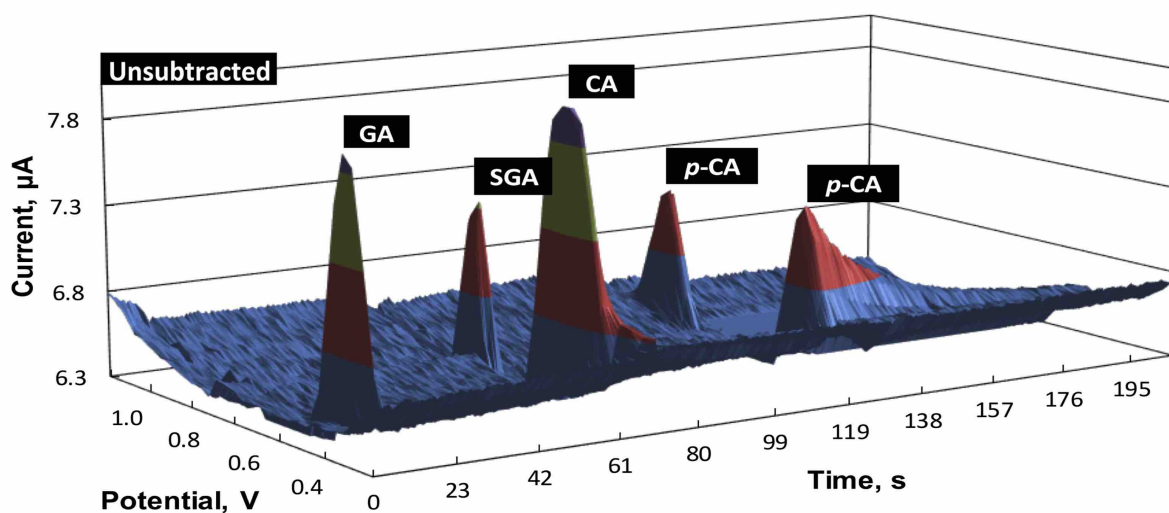 Unsubtracted
CA
GA
SGA
p-CA
p-CA
Current, µA
7.8
7.3
6.8
6.3
1.0
0.8
0.6
0.4
Potential, V
0
23
42
61
80
99
119
138
157
176
195
Time, s